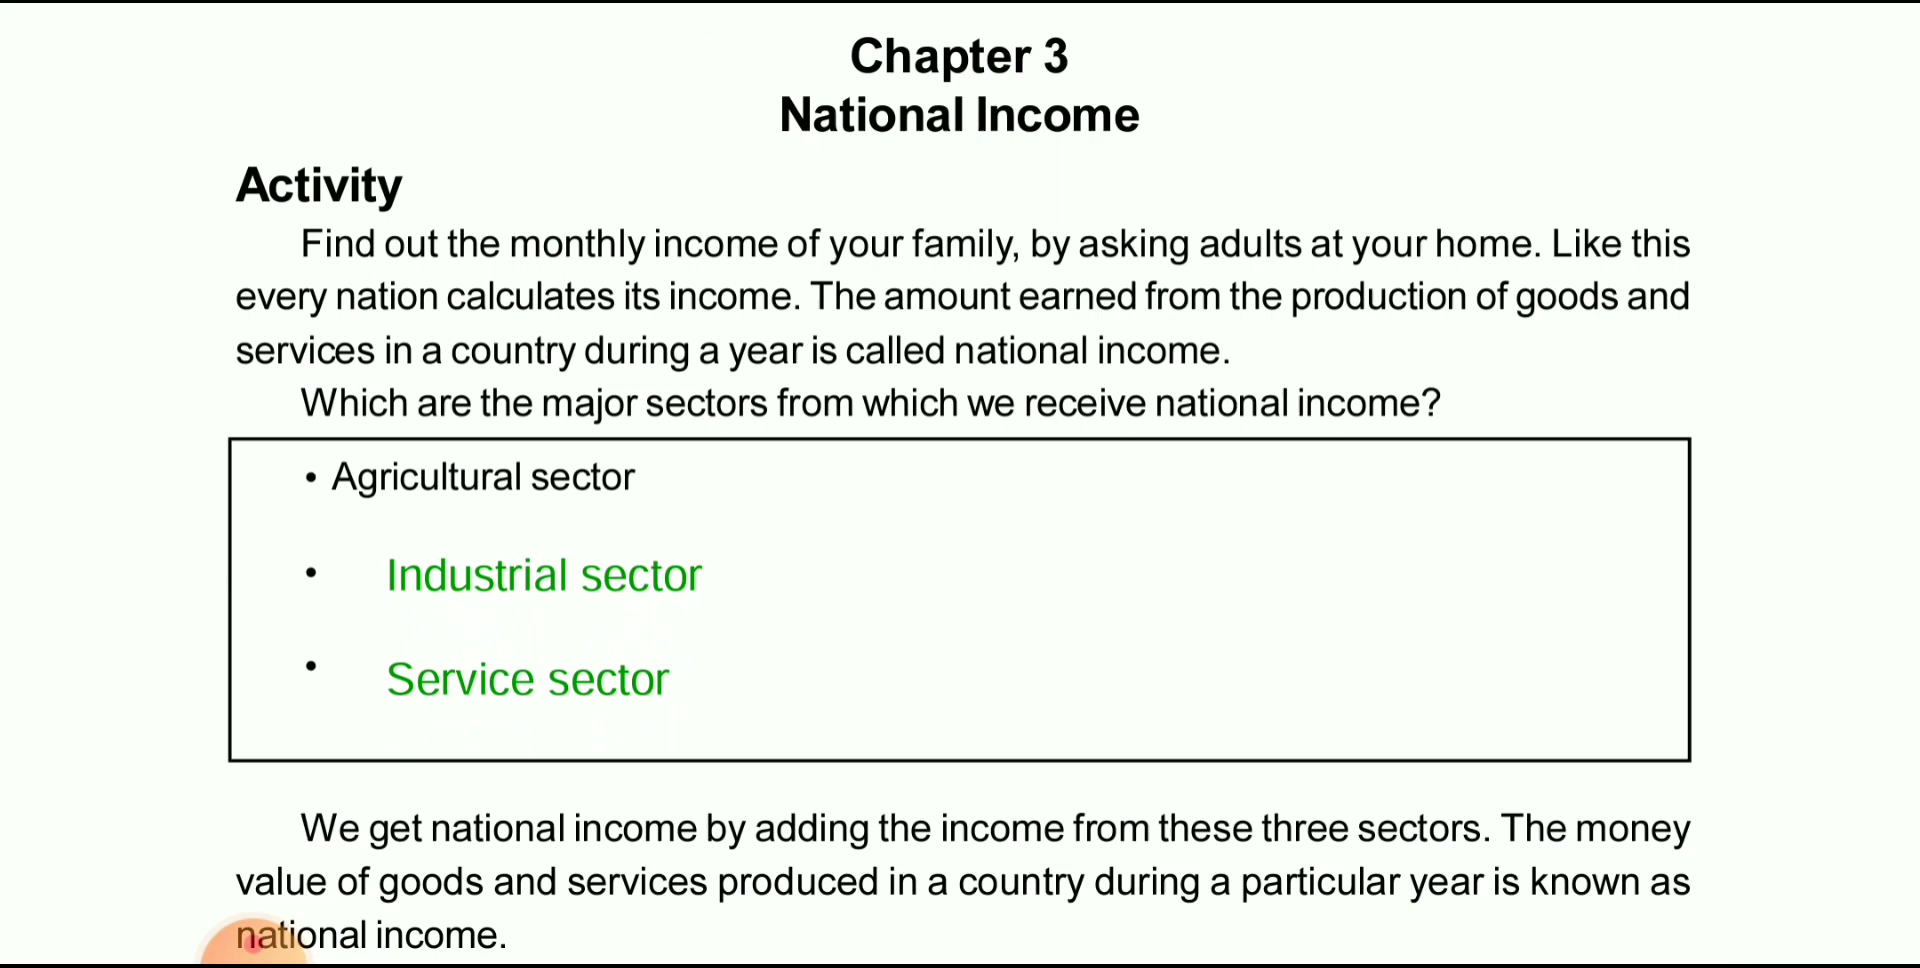 Chapter 3
National Income
Activity
Find out the monthly income of your family, by asking adults at your home. Like this
every nation calculates its income. The amount earned from the production of goods and
services in a country during a year is called national income.
Which are the major sectors from which we receive national income?
• Agricultural sector
• Industrial sector
• Service sector
We get national income by adding the income from these three sectors. The money
value of goods and services produced in a country during a particular year is known as
national income.